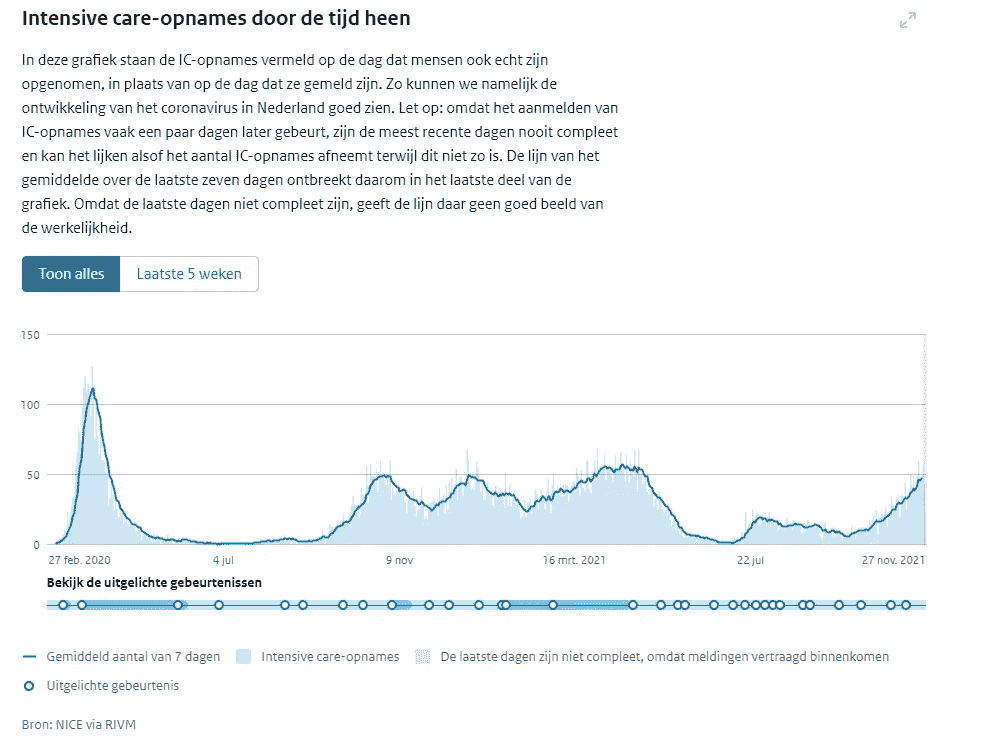 Intensive care-opnames door de tijd heen
In deze grafiek staan de IC-opnames vermeld op de dag dat mensen ook echt zijn
opgenomen, in plaats van op de dag dat ze gemeld zijn. Zo kunnen we namelijk de
ontwikkeling van het coronavirus in Nederland goed zien. Let op: omdat het aanmelden van
IC-opnames vaak een paar dagen later gebeurt, zijn de meest recente dagen nooit compleet
en kan het lijken alsof het aantal IC-opnames afneemt terwijl dit niet zo is. De lijn van het
gemiddelde over de laatste zeven dagen ontbreekt daarom in het laatste deel van de
grafiek. Omdat de laatste dagen niet compleet zijn, geeft de lijn daar geen goed beeld van
de werkelijkheid.
Toon alles Laatste 5 weken
150
100
50
0
27 feb. 2020 4 jul 9 nov 16 mrt. 2021 22 jul 27 nov. 2021
Bekijk de uitgelichte gebeurtenissen
Gemiddeld aantal van 7 dagen Intensive care-opnames De laatste dagen zijn niet compleet, omdat meldingen vertraagd binnenkomen
Uitgelichte gebeurtenis
Bron: NICE via RIVM